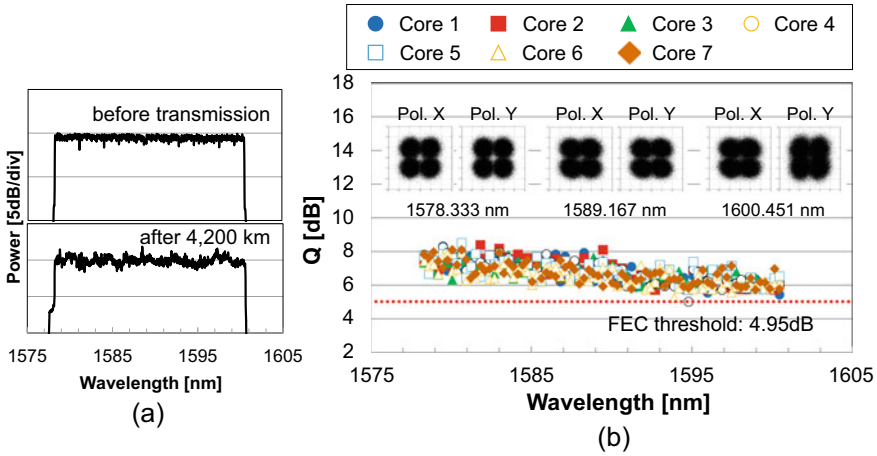 before transmission
after 4,200 km
Power [5dB/div]
1575 1585 1595 1605
Wavelength [nm]
(a)
Core 1 Core 2 Core 3 Core 4
Core 5 Core 6 Core 7
18
16
14
12
10
8
6
4
2
Q [dB]
Pol. X Pol. Y Pol. X Pol. Y Pol. X Pol. Y
1578.333 nm 1589.167 nm 1600.451 nm
FEC threshold: 4.95dB
1575 1585 1595 1605
Wavelength [nm]
(b)